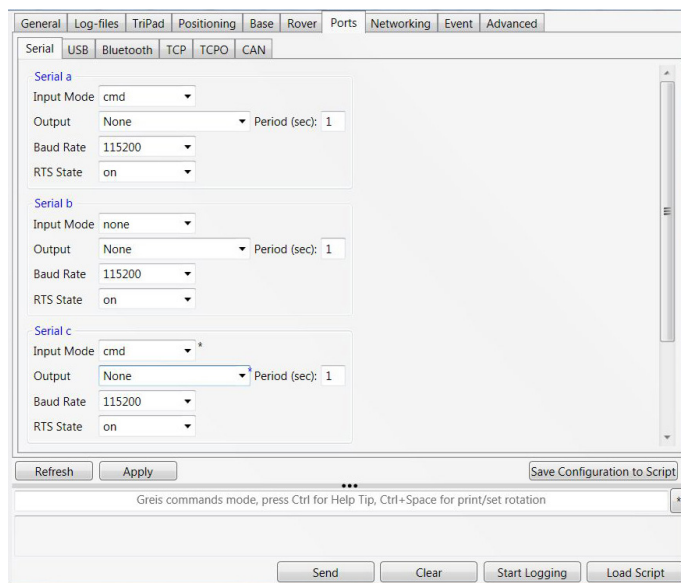 General Log-files TriPad Positioning Base Rover Ports Networking Event Advanced
Serial USB Bluetooth TCP TCPO CAN
Serial a
Input Mode cmd
Output None Period (sec): 1
Baud Rate 115200
RTS State on
Serial b
Input Mode none
Output None Period (sec): 1
Baud Rate 115200
RTS State on
Serial c
Input Mode cmd *
Output None * Period (sec): 1
Baud Rate 115200
RTS State on
Refresh Apply Save Configuration to Script
Greis commands mode, press Ctrl for Help Tip, Ctrl+Space for print/set rotation *
Send Clear Start Logging Load Script